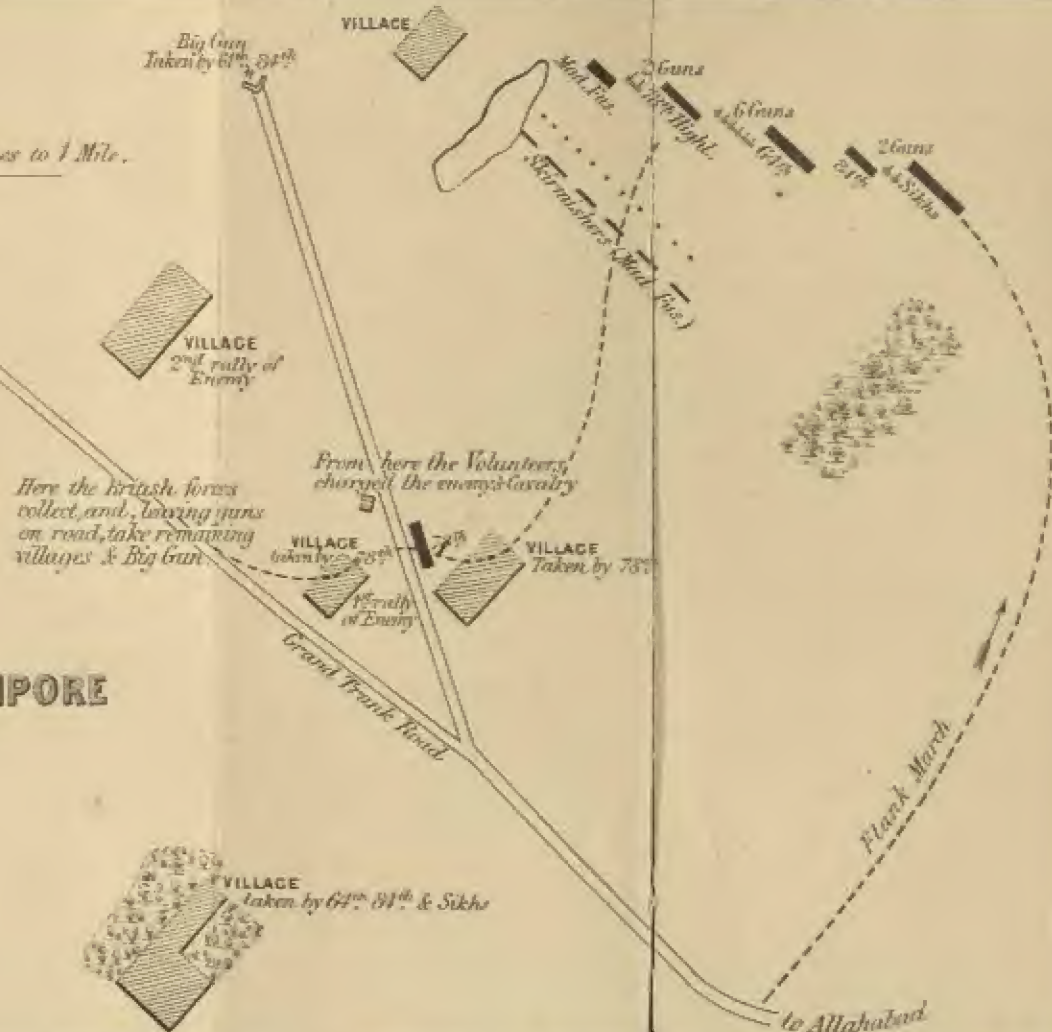 VILLAGE
Big Gun
Taken by 64th 84th
es to 1 Mile.
Mad. Fus.
2 Guns
78th Highl.
6 Guns
64th
84th
2 Guns
Sikhs
Skirmishers (Mad. Fus.)
VILLAGE
2nd rally of
Enemy
From here the Volunteers,
charged the enemy's Cavalry
Here the British forces
collect, and, leaving guns
on road, take remaining
villages & Big Gun
VILLAGE
taken by 78th
1st rally
of Enemy
VILLAGE
Taken by 78th
Grand Trunk Road
NPORE
Flank March
VILLAGE
taken by 64th 84th & Sikhs
to Allahabad